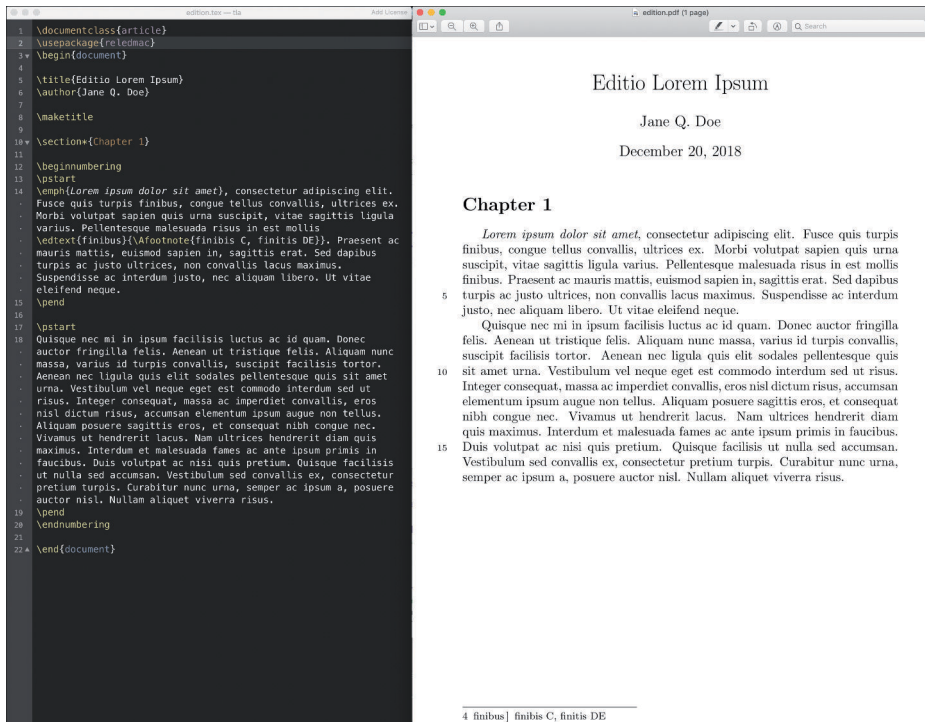 edition.tex — tla
Add License
1 \documentclass{article}
2 \usepackage{reledmac}
3 \begin{document}
4
5 \title{Editio Lorem Ipsum}
6 \author{Jane Q. Doe}
7
8 \maketitle
9
10 \section*{Chapter 1}
11
12 \beginnumbering
13 \pstart
14 \emph{Lorem ipsum dolor sit amet}, consectetur adipiscing elit.
Fusce quis turpis finibus, congue tellus convallis, ultrices ex.
Morbi volutpat sapien quis urna suscipit, vitae sagittis ligula
varius. Pellentesque malesuada risus in est mollis
\edtext{finibus}{\Afootnote{finibis C, finitis DE}}. Praesent ac
mauris mattis, euismod sapien in, sagittis erat. Sed dapibus
turpis ac justo ultrices, non convallis lacus maximus.
Suspendisse ac interdum justo, nec aliquam libero. Ut vitae
eleifend neque.
15 \pend
16
17 \pstart
18 Quisque nec mi in ipsum facilisis luctus ac id quam. Donec
auctor fringilla felis. Aenean ut tristique felis. Aliquam nunc
massa, varius id turpis convallis, suscipit facilisis tortor.
Aenean nec ligula quis elit sodales pellentesque quis sit amet
urna. Vestibulum vel neque eget est commodo interdum sed ut
risus. Integer consequat, massa ac imperdiet convallis, eros
nisl dictum risus, accumsan elementum ipsum augue non tellus.
Aliquam posuere sagittis eros, et consequat nibh congue nec.
Vivamus ut hendrerit lacus. Nam ultrices hendrerit diam quis
maximus. Interdum et malesuada fames ac ante ipsum primis in
faucibus. Duis volutpat ac nisi quis pretium. Quisque facilisis
ut nulla sed accumsan. Vestibulum sed convallis ex, consectetur
pretium turpis. Curabitur nunc urna, semper ac ipsum a, posuere
auctor nisl. Nullam aliquet viverra risus.
19 \pend
20 \endnumbering
21
22 \end{document}
edition.pdf (1 page)
Search
Editio Lorem Ipsum
Jane Q. Doe
December 20, 2018
Chapter 1
Lorem ipsum dolor sit amet, consectetur adipiscing elit. Fusce quis turpis
finibus, congue tellus convallis, ultrices ex. Morbi volutpat sapien quis urna
suscipit, vitae sagittis ligula varius. Pellentesque malesuada risus in est mollis
finibus. Praesent ac mauris mattis, euismod sapien in, sagittis erat. Sed dapibus
5 turpis ac justo ultrices, non convallis lacus maximus. Suspendisse ac interdum
justo, nec aliquam libero. Ut vitae eleifend neque.
Quisque nec mi in ipsum facilisis luctus ac id quam. Donec auctor fringilla
felis. Aenean ut tristique felis. Aliquam nunc massa, varius id turpis convallis,
suscipit facilisis tortor. Aenean nec ligula quis elit sodales pellentesque quis
10 sit amet urna. Vestibulum vel neque eget est commodo interdum sed ut risus.
Integer consequat, massa ac imperdiet convallis, eros nisl dictum risus, accumsan
elementum ipsum augue non tellus. Aliquam posuere sagittis eros, et consequat
nibh congue nec. Vivamus ut hendrerit lacus. Nam ultrices hendrerit diam
quis maximus. Interdum et malesuada fames ac ante ipsum primis in faucibus.
15 Duis volutpat ac nisi quis pretium. Quisque facilisis ut nulla sed accumsan.
Vestibulum sed convallis ex, consectetur pretium turpis. Curabitur nunc urna,
semper ac ipsum a, posuere auctor nisl. Nullam aliquet viverra risus.
4 finibus] finibis C, finitis DE